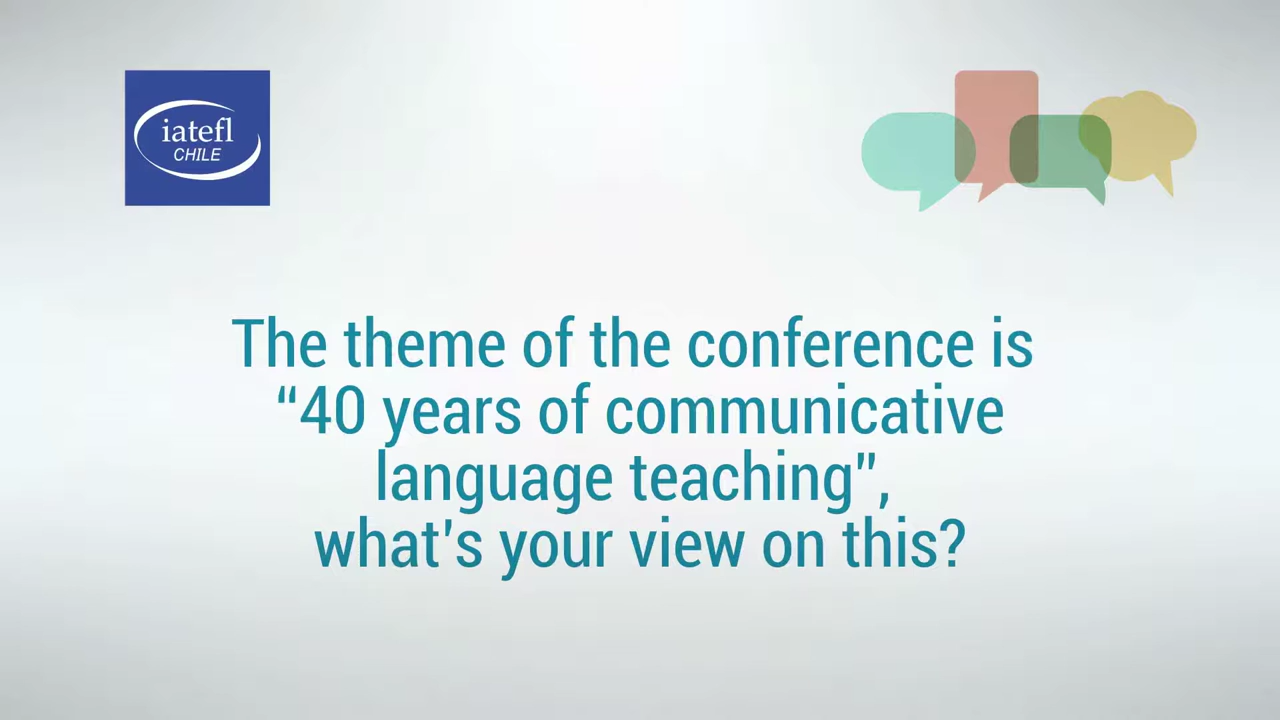 iatefl
CHILE
The theme of the conference is
“40 years of communicative
language teaching”,
what's your view on this?